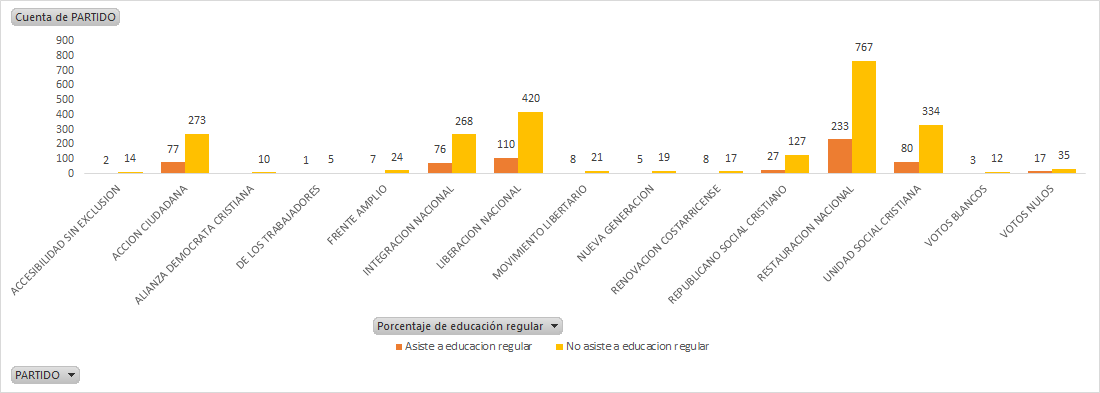 Cuenta de PARTIDO
900
800
700
600
500
400
300
200
100
0
2 14
77 273
10
1 5
7 24
76 268
110 420
8 21
5 19
8 17
27 127
233 767
80 334
3 12
17 35
ACCESIBILIDAD SIN EXCLUSION
ACCION CIUDADANA
ALIANZA DEMOCRATA CRISTIANA
DE LOS TRABAJADORES
FRENTE AMPLIO
INTEGRACION NACIONAL
LIBERACION NACIONAL
MOVIMIENTO LIBERTARIO
NUEVA GENERACION
RENOVACION COSTARRICENSE
REPUBLICANO SOCIAL CRISTIANO
RESTAURACION NACIONAL
UNIDAD SOCIAL CRISTIANA
VOTOS BLANCOS
VOTOS NULOS
Porcentaje de educación regular
Asiste a educacion regular No asiste a educacion regular
PARTIDO